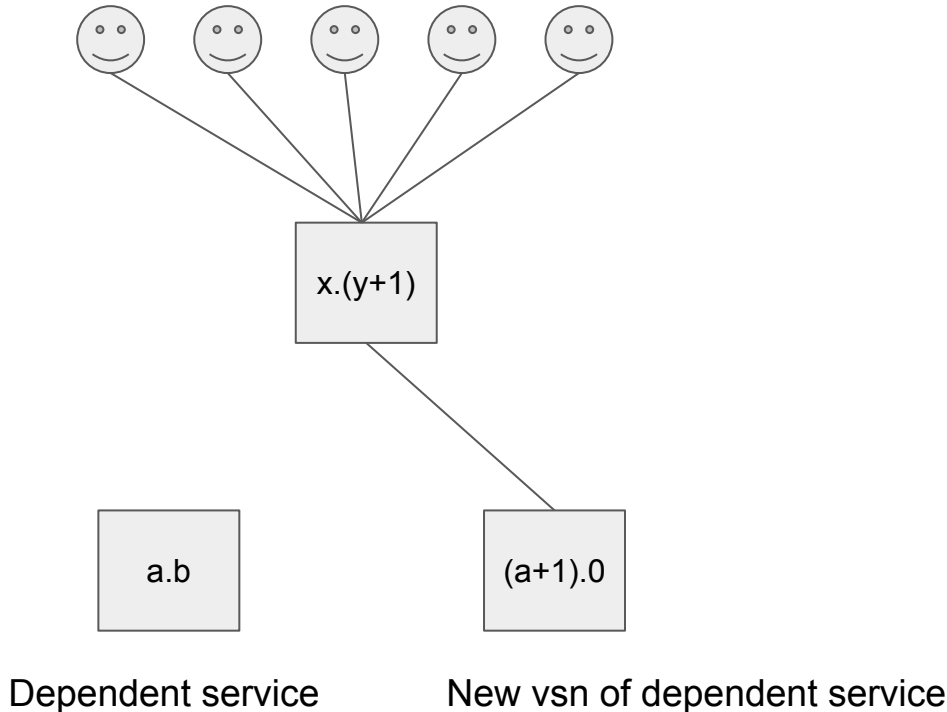 x.(y+1)
a.b
(a+1).0
Dependent service
New vsn of dependent service